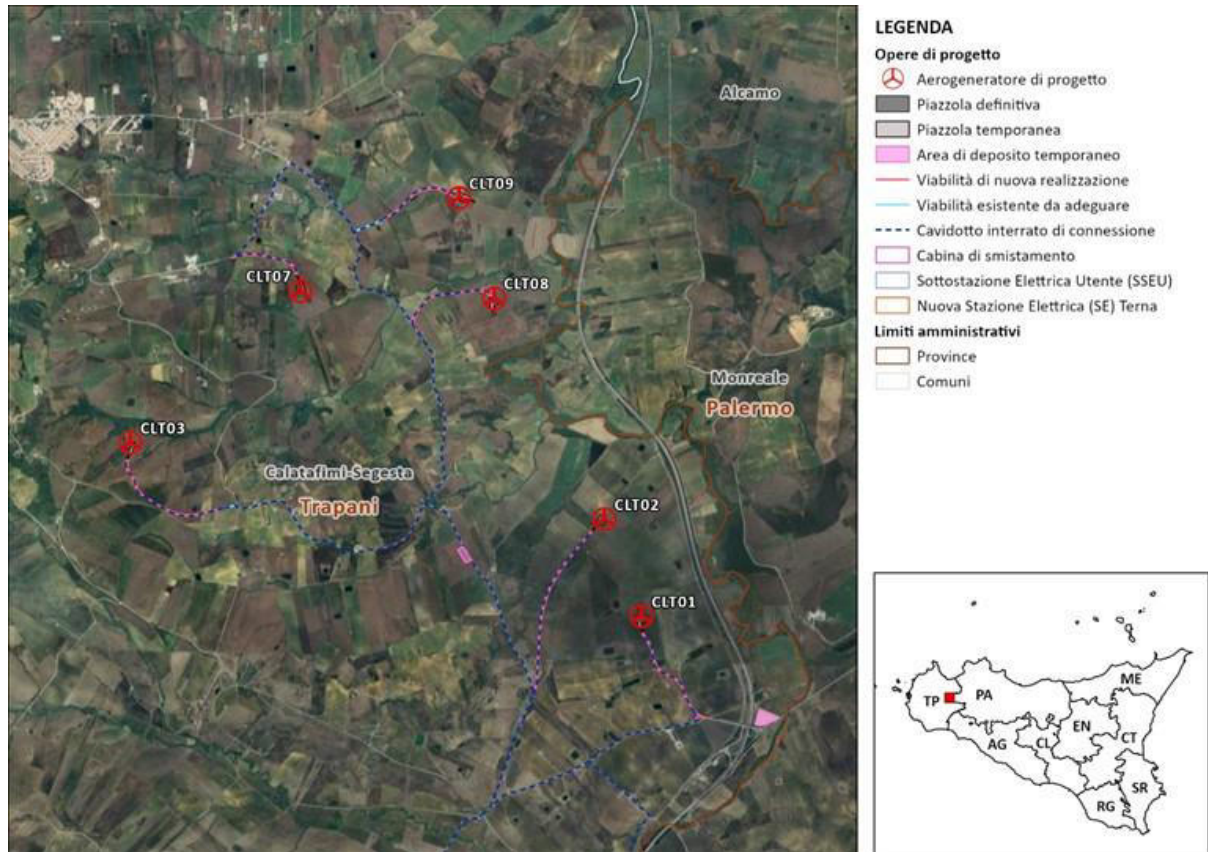 Alcamo
CLT09
CLT07
CLT08
Monreale
Palermo
CLT03
Calatafimi-Segesta
Trapani
CLT02
CLT01
LEGENDA
Opere di progetto
Aerogeneratore di progetto
Piazzola definitiva
Piazzola temporanea
Area di deposito temporaneo
Viabilità di nuova realizzazione
Viabilità esistente da adeguare
Cavidotto interrato di connessione
Cabina di smistamento
Sottostazione Elettrica Utente (SSEU)
Nuova Stazione Elettrica (SE) Terna
Limiti amministrativi
Province
Comuni
ME
TP
PA
EN
CT
AG
CL
SR
RG